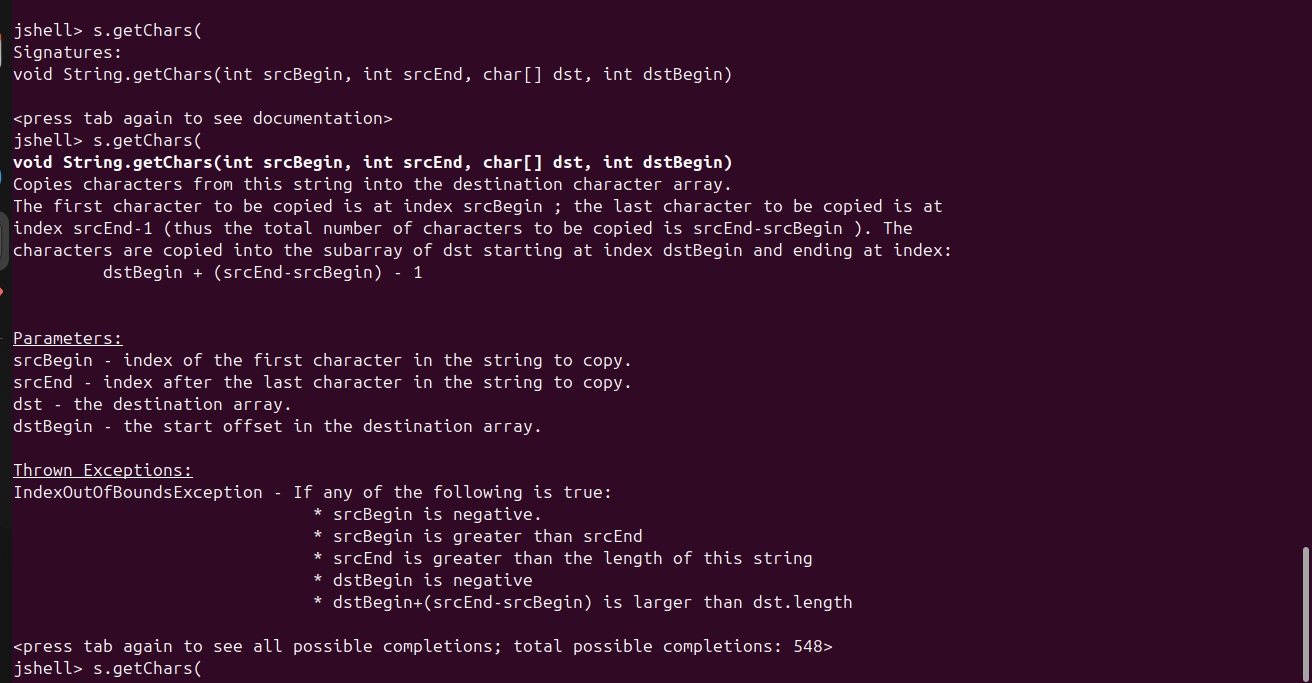 jshell> s.getChars(
Signatures:
void String.getChars(int srcBegin, int srcEnd, char[] dst, int dstBegin)
<press tab again to see documentation>
jshell> s.getChars(
void String.getChars(int srcBegin, int srcEnd, char[] dst, int dstBegin)
Copies characters from this string into the destination character array.
The first character to be copied is at index srcBegin ; the last character to be copied is at
index srcEnd-1 (thus the total number of characters to be copied is srcEnd-srcBegin ). The
characters are copied into the subarray of dst starting at index dstBegin and ending at index:
dstBegin + (srcEnd-srcBegin) - 1
Parameters:
srcBegin - index of the first character in the string to copy.
srcEnd - index after the last character in the string to copy.
dst - the destination array.
dstBegin - the start offset in the destination array.
Thrown Exceptions:
IndexOutOfBoundsException - If any of the following is true:
* srcBegin is negative.
* srcBegin is greater than srcEnd
* srcEnd is greater than the length of this string
* dstBegin is negative
* dstBegin+(srcEnd-srcBegin) is larger than dst.length
<press tab again to see all possible completions; total possible completions: 548>
jshell> s.getChars(